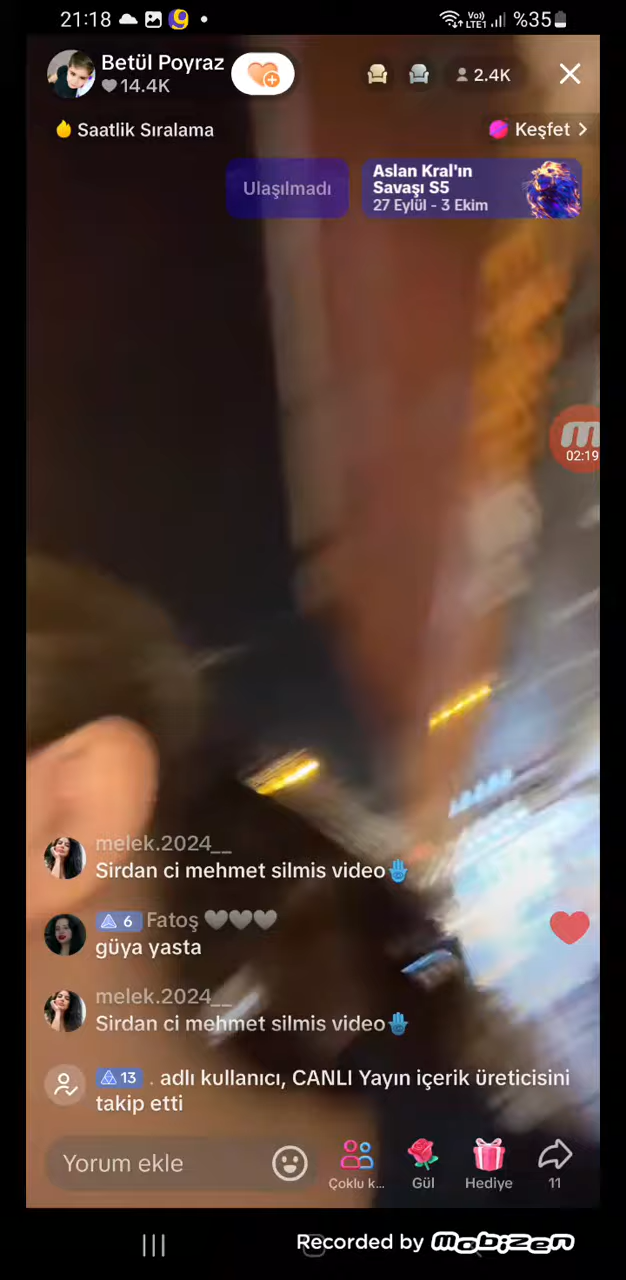 21:18
Vo)) LTE1 %35
Betül Poyraz
14.4K
2.4K
Saatlik Sıralama
Keşfet
Ulaşılmadı
Aslan Kral'ın
Savaşı S5
27 Eylül - 3 Ekim
02:19
melek.2024__
Sirdan ci mehmet silmis video
6 Fatoş
güya yasta
melek.2024__
Sirdan ci mehmet silmis video
13 . adlı kullanıcı, CANLI Yayın içerik üreticisini
takip etti
Yorum ekle
Çoklu k...
Gül
Hediye
11
Recorded by mobizen